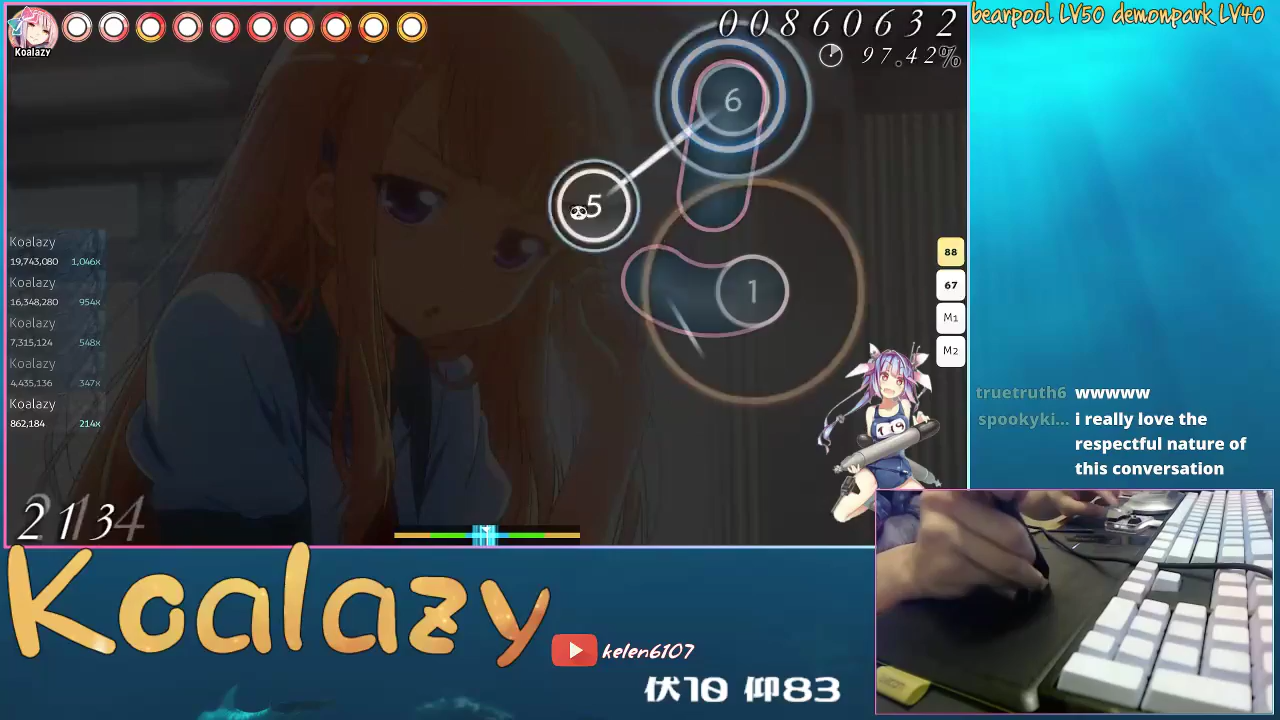 Koalazy
00860632
97.42%
bearpool LV50 demonpark LV40
6
5
1
Koalazy
19,743,080 1,046x
Koalazy
16,348,280 954x
Koalazy
7,315,124 548x
Koalazy
4,435,136 347x
Koalazy
862,184 214x
88
67
M1
M2
truetruth6 wwwww
spookyki... i really love the
respectful nature of
this conversation
Koalazy
kelen6107
伏10 仰83